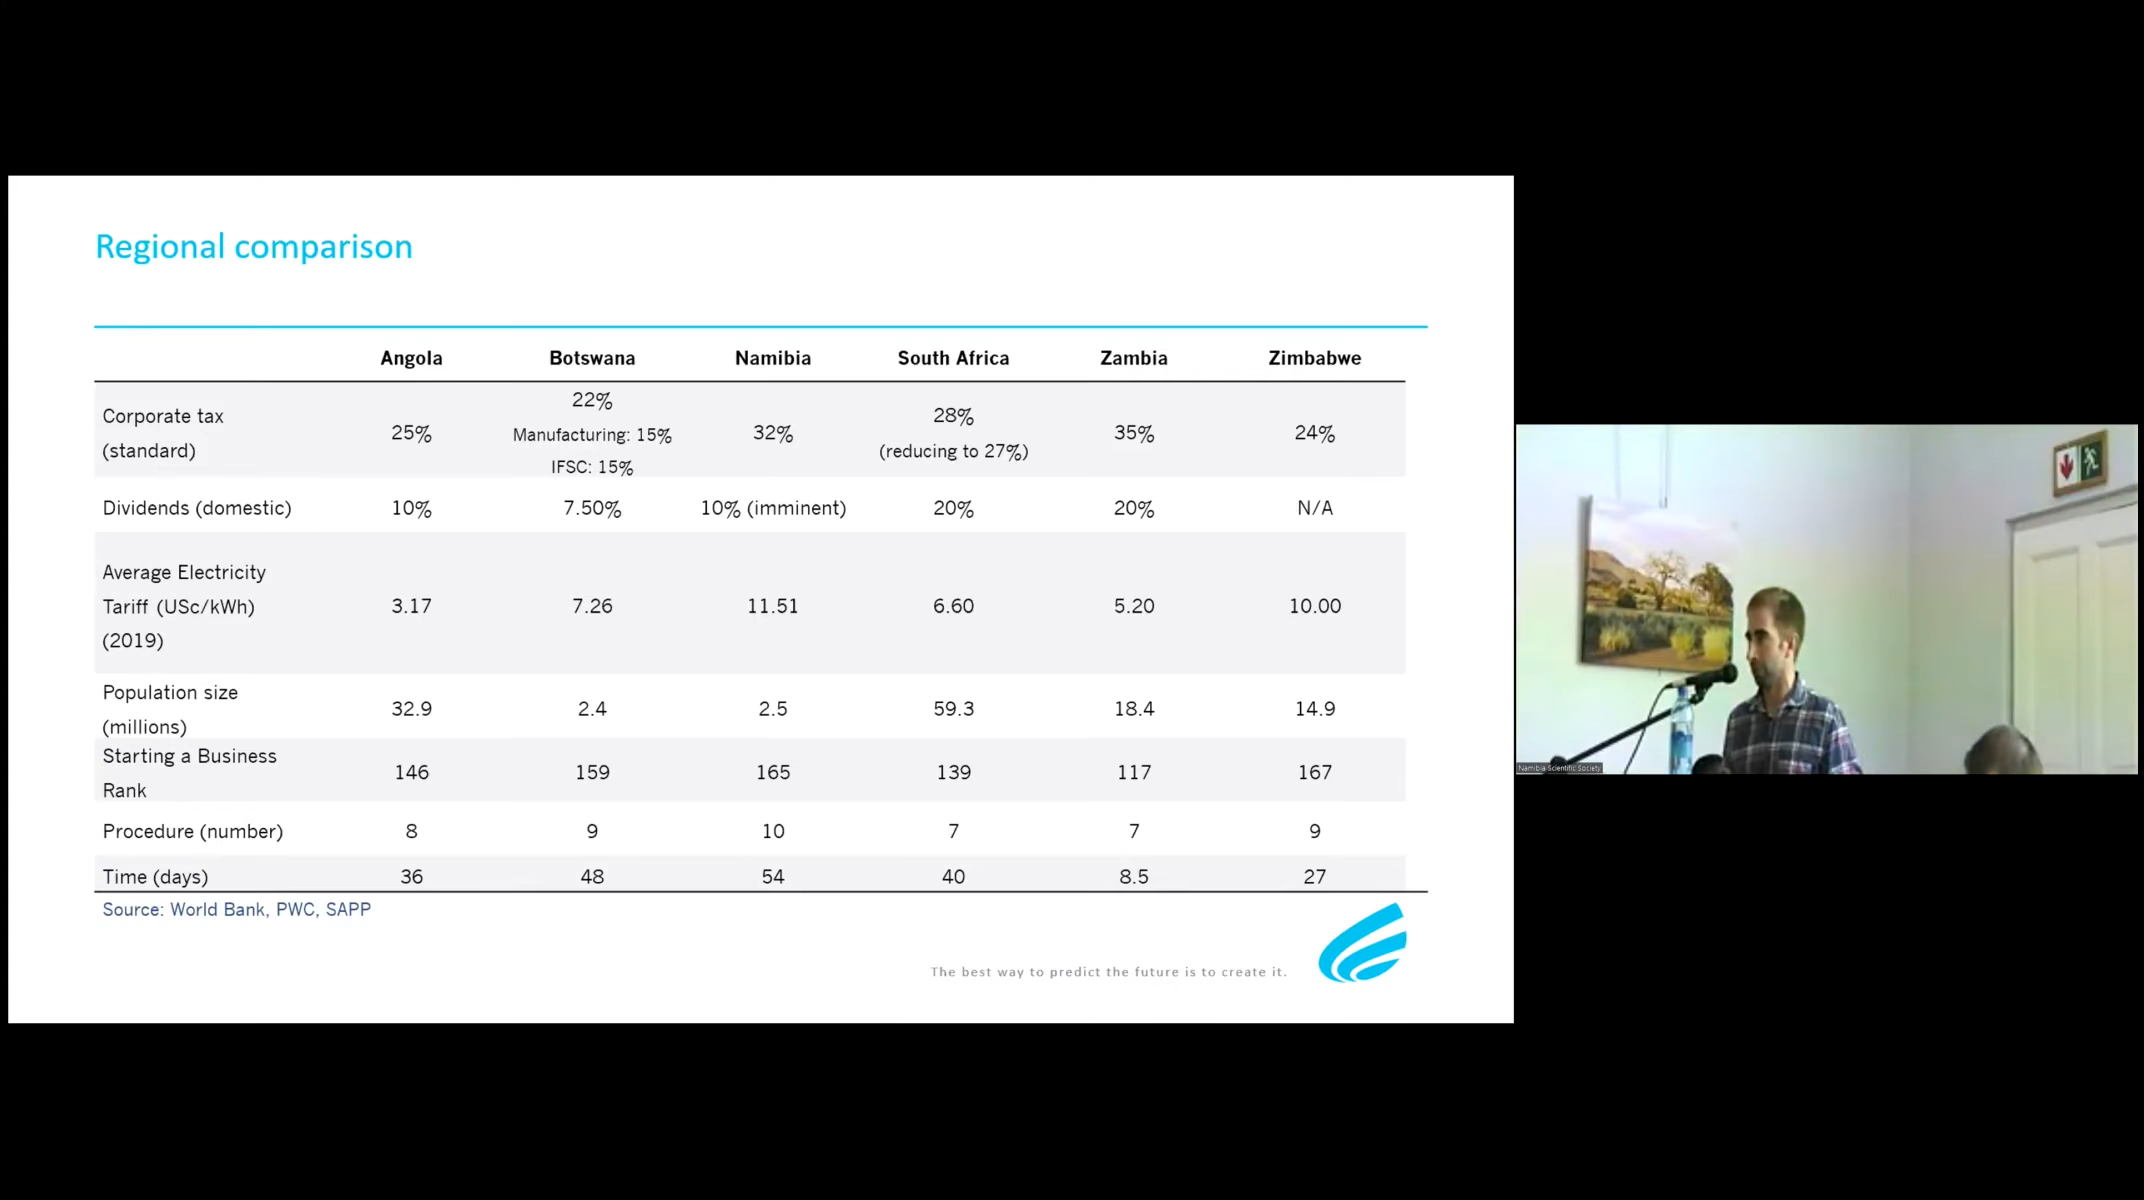 Regional comparison
Angola Botswana Namibia South Africa Zambia Zimbabwe
Corporate tax (standard) 25% 22% Manufacturing: 15% IFSC: 15% 32% 28% (reducing to 27%) 35% 24%
Dividends (domestic) 10% 7.50% 10% (imminent) 20% 20% N/A
Average Electricity Tariff (USc/kWh) (2019) 3.17 7.26 11.51 6.60 5.20 10.00
Population size (millions) 32.9 2.4 2.5 59.3 18.4 14.9
Starting a Business Rank 146 159 165 139 117 167
Procedure (number) 8 9 10 7 7 9
Time (days) 36 48 54 40 8.5 27
Source: World Bank, PWC, SAPP
The best way to predict the future is to create it.
Namibia Scientific Society